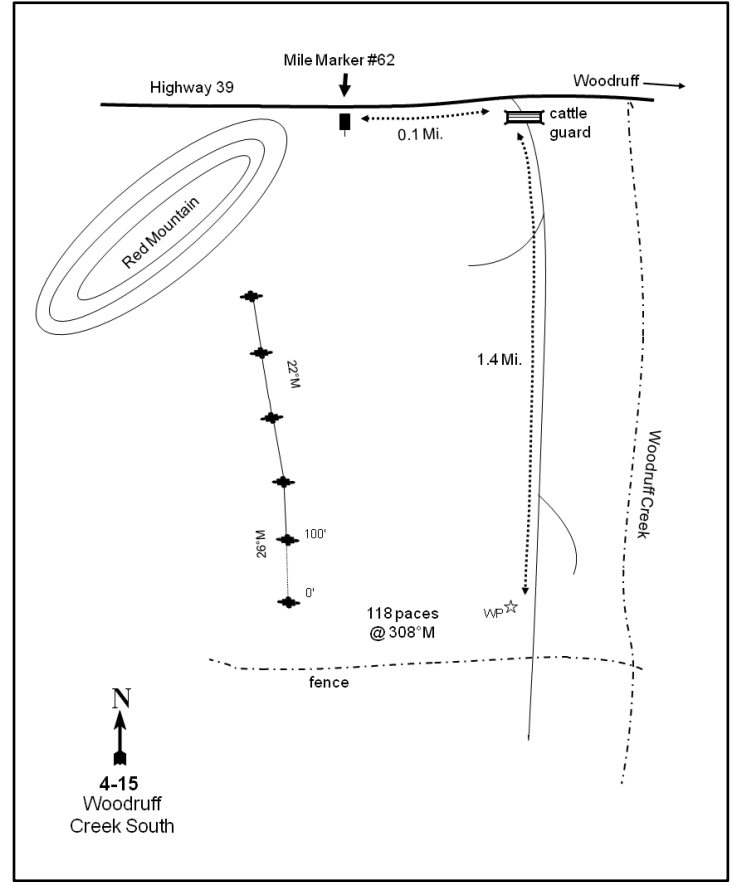 Mile Marker #62
Highway 39
Woodruff
cattle
guard
0.1 Mi.
Red Mountain
22°M
1.4 Mi.
Woodruff Creek
26°M
100'
0'
WP
118 paces
@ 308°M
fence
N
4-15
Woodruff
Creek South